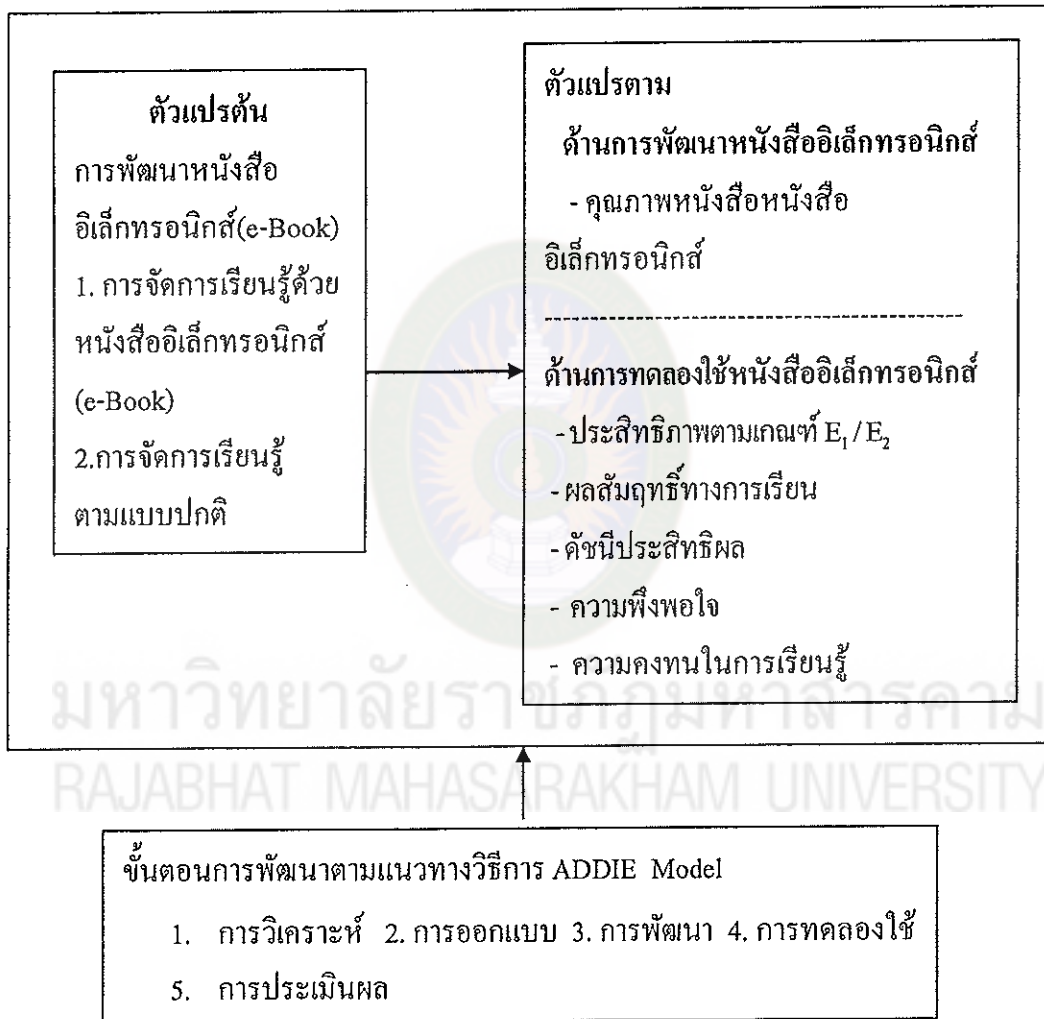 ตัวแปรต้น
การพัฒนาหนังสือ
อิเล็กทรอนิกส์(e-Book)
1. การจัดการเรียนรู้ด้วย
หนังสืออิเล็กทรอนิกส์
(e-Book)
2.การจัดการเรียนรู้
ตามแบบปกติ
ตัวแปรตาม
ด้านการพัฒนาหนังสืออิเล็กทรอนิกส์
- คุณภาพหนังสือหนังสือ
อิเล็กทรอนิกส์
ด้านการทดลองใช้หนังสืออิเล็กทรอนิกส์
-ประสิทธิภาพตามเกณฑ์ E₁/E₂
-ผลสัมฤทธิ์ทางการเรียน
-ดัชนีประสิทธิผล
- ความพึงพอใจ
- ความคงทนในการเรียนรู้
มหาวิทยาลัยราชภัฏมหาสารคาม
RAJABHAT MAHASARAKHAM UNIVERSITY
ขั้นตอนการพัฒนาตามแนวทางวิธีการ ADDIE Model
1. การวิเคราะห์ 2. การออกแบบ 3. การพัฒนา 4. การทดลองใช้
5. การประเมินผล